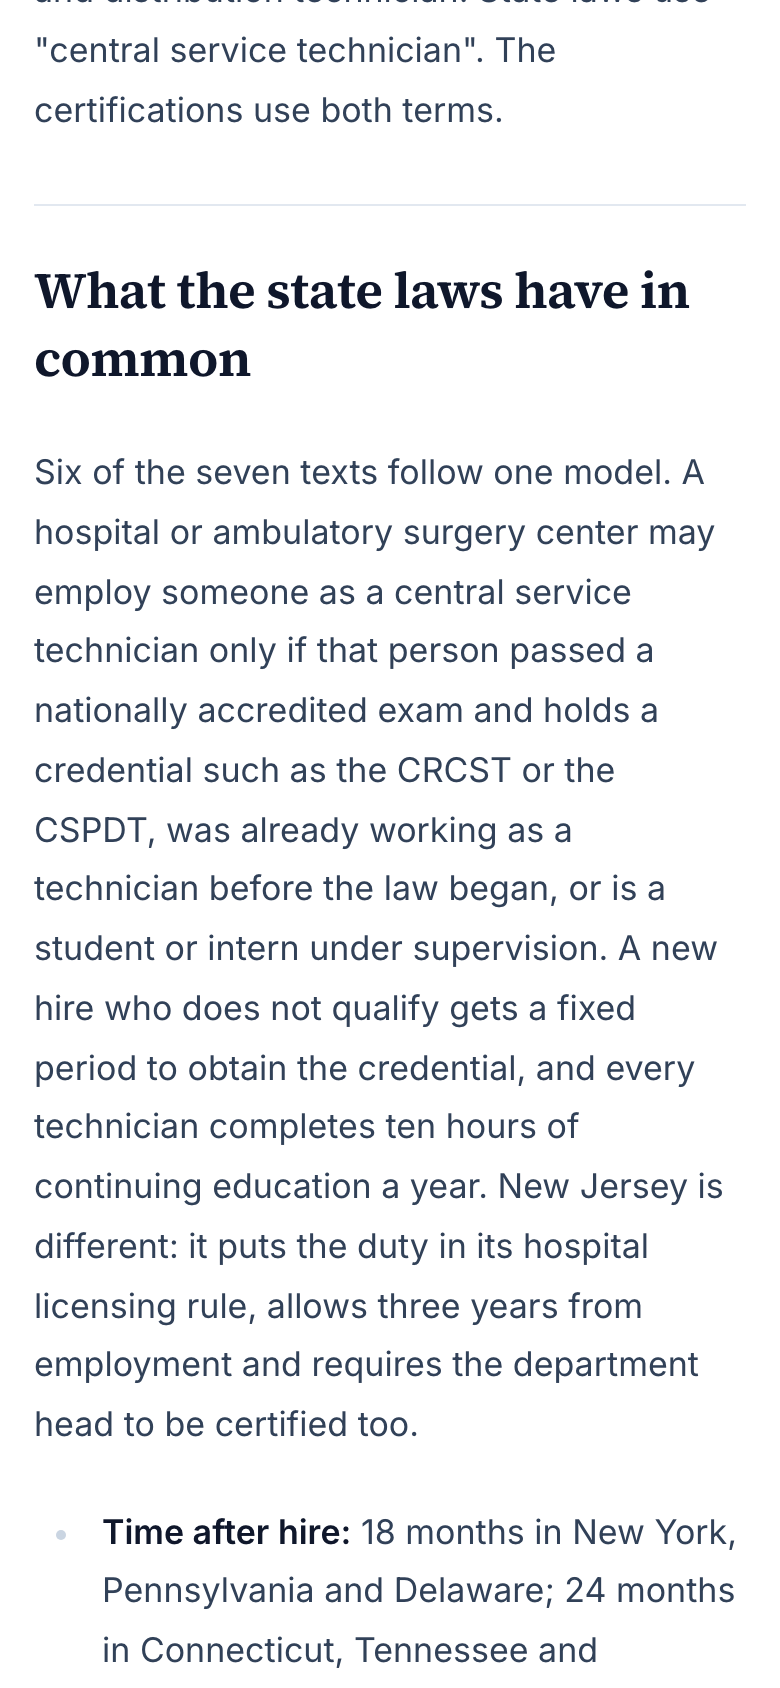 and distribution technician. State laws use
"central service technician". The
certifications use both terms.
What the state laws have in
common
Six of the seven texts follow one model. A
hospital or ambulatory surgery center may
employ someone as a central service
technician only if that person passed a
nationally accredited exam and holds a
credential such as the CRCST or the
CSPDT, was already working as a
technician before the law began, or is a
student or intern under supervision. A new
hire who does not qualify gets a fixed
period to obtain the credential, and every
technician completes ten hours of
continuing education a year. New Jersey is
different: it puts the duty in its hospital
licensing rule, allows three years from
employment and requires the department
head to be certified too.
Time after hire: 18 months in New York,
Pennsylvania and Delaware; 24 months
in Connecticut, Tennessee and